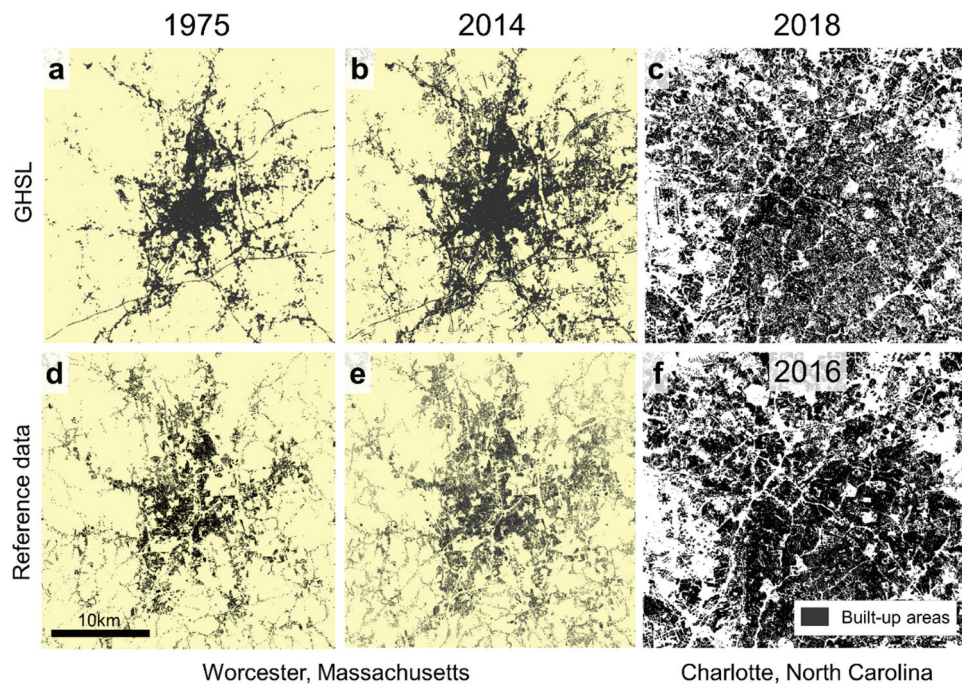 1975
2014
2018
a
b
c
GHSL
d
e
f
2016
Reference data
10km
Built-up areas
Worcester, Massachusetts
Charlotte, North Carolina